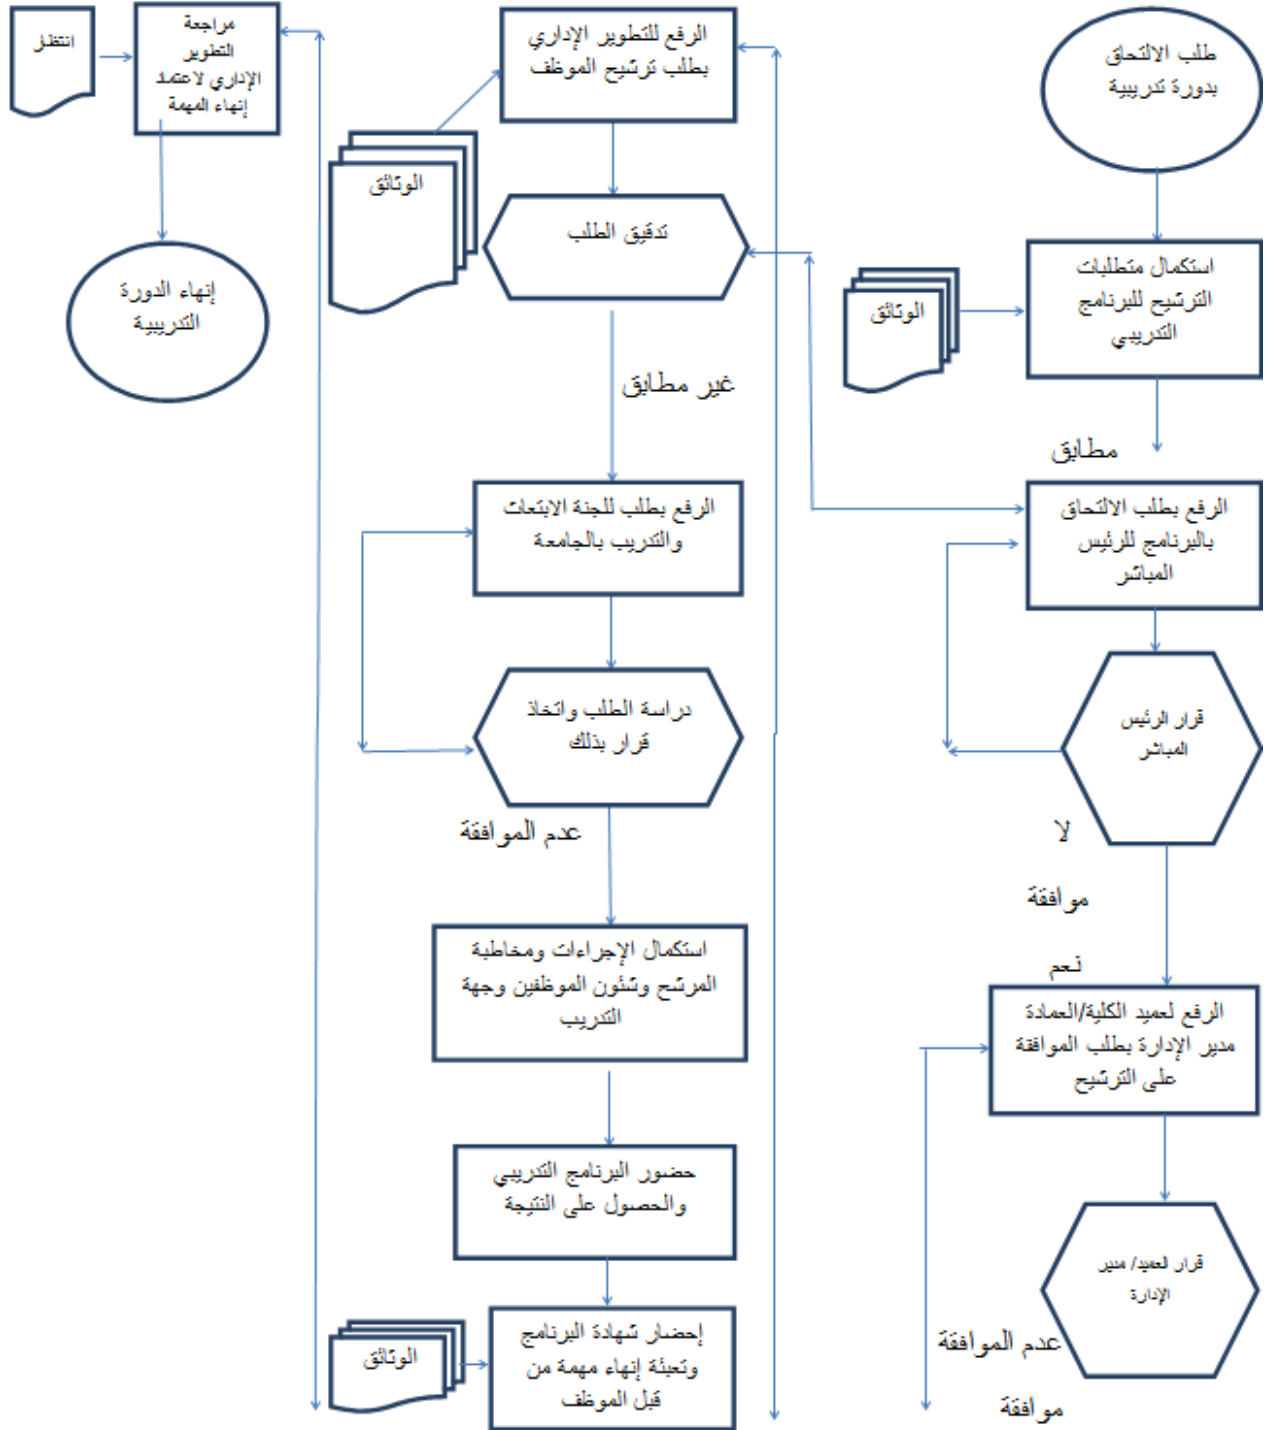 طلب الالتحاق
بدورة تدريبية
استكمال متطلبات
الترشيح للبرنامج
التدريبي
الوثائق
مطابق
الرفع بطلب الالتحاق
بالبرنامج للرئيس
المباشر
قرار الرئيس
المباشر
لا
موافقة
نعم
الرفع لعميد الكلية/العمادة
مدير الإدارة بطلب الموافقة
على الترشيح
قرار لعميد/ مدير
الإدارة
عدم الموافقة
موافقة
الرفع للتطوير الإداري
بطلب ترشيح الموظف
الوثائق
تدقيق الطلب
غير مطابق
الرفع بطلب للجنة الابتعاث
والتدريب بالجامعة
دراسة الطلب واتخاذ
قرار بذلك
عدم الموافقة
استكمال الإجراءات ومخاطبة
المرشح وشئون الموظفين وجهة
التدريب
حضور البرنامج التدريبي
والحصول على النتيجة
إحضار شهادة البرنامج
وتعبئة إنهاء مهمة من
قبل الموظف
الوثائق
انتظار
مراجعة
التطوير
الإداري لاعتمد
إنهاء المهمة
إنهاء الدورة
التدريبية